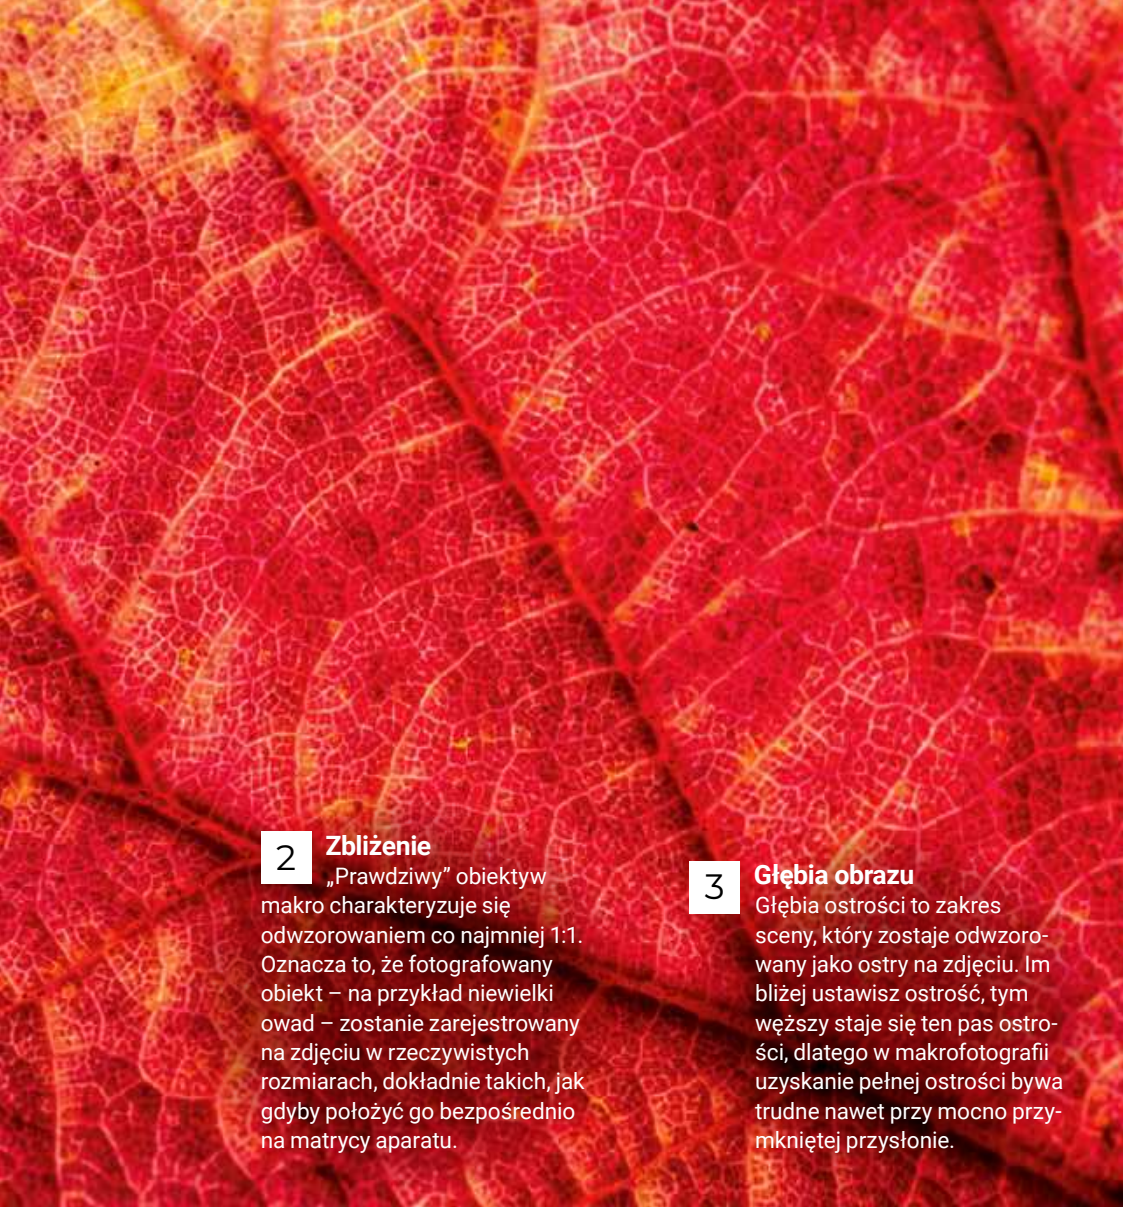 2
Zbliżenie
„Prawdziwy” obiektyw
makro charakteryzuje się
odwzorowaniem co najmniej 1:1.
Oznacza to, że fotografowany
obiekt – na przykład niewielki
owad – zostanie zarejestrowany
na zdjęciu w rzeczywistych
rozmiarach, dokładnie takich, jak
gdyby położyć go bezpośrednio
na matrycy aparatu.
3
Głębia obrazu
Głębia ostrości to zakres
sceny, który zostaje odwzoro-
wany jako ostry na zdjęciu. Im
bliżej ustawisz ostrość, tym
węższy staje się ten pas ostro-
ści, dlatego w makrofotografii
uzyskanie pełnej ostrości bywa
trudne nawet przy mocno przy-
mkniętej przysłonie.